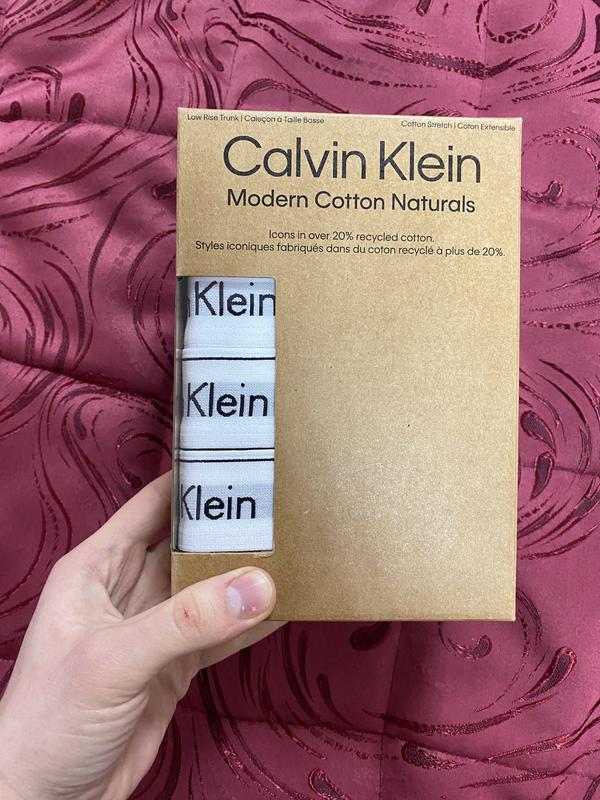 Low Rise Trunk | Caleçon à Taille Basse
Cotton Stretch | Coton Extensible
Calvin Klein
Modern Cotton Naturals
Icons in over 20% recycled cotton.
Styles iconiques fabriqués dans du coton recyclé à plus de 20%.
Klein
Klein
Klein